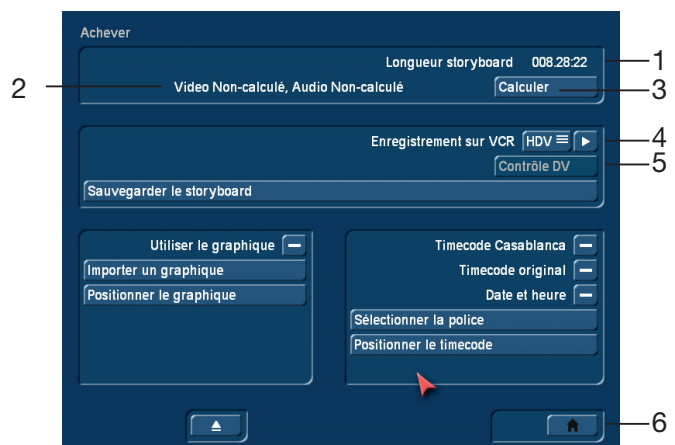 Achever
Longueur storyboard 008.28:22 1
2 Video Non-calculé, Audio Non-calculé Calculer 3
Enregistrement sur VCR HDV 4
Contrôle DV 5
Sauvegarder le storyboard
Utiliser le graphique
Importer un graphique
Positionner le graphique
Timecode Casablanca
Timecode original
Date et heure
Sélectionner la police
Positionner le timecode
6